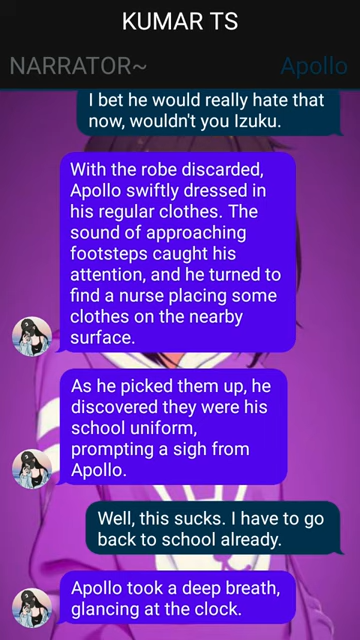 KUMAR TS
NARRATOR~
Apollo
I bet he would really hate that
now, wouldn't you Izuku.
With the robe discarded,
Apollo swiftly dressed in
his regular clothes. The
sound of approaching
footsteps caught his
attention, and he turned to
find a nurse placing some
clothes on the nearby
surface.
As he picked them up, he
discovered they were his
school uniform,
prompting a sigh from
Apollo.
Well, this sucks. I have to go
back to school already.
Apollo took a deep breath,
glancing at the clock.